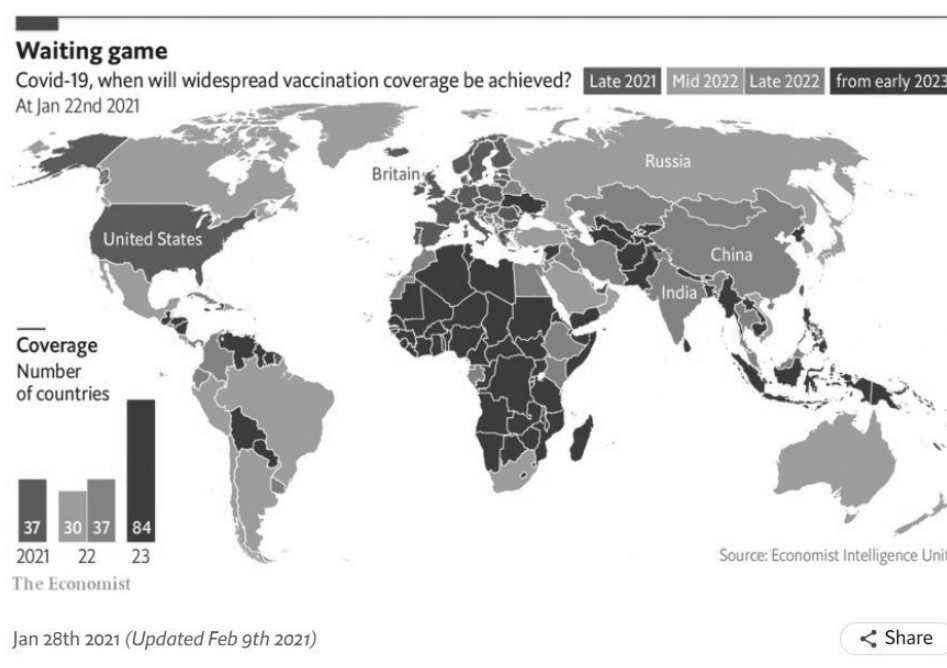 Waiting game
Covid-19, when will widespread vaccination coverage be achieved? Late 2021 Mid 2022 Late 2022 from early 2023
At Jan 22nd 2021
Russia
Britain
United States
China
India
Coverage
Number
of countries
37 30 37 84
2021 22 23
Source: Economist Intelligence Unit
The Economist
Jan 28th 2021 (Updated Feb 9th 2021)
Share